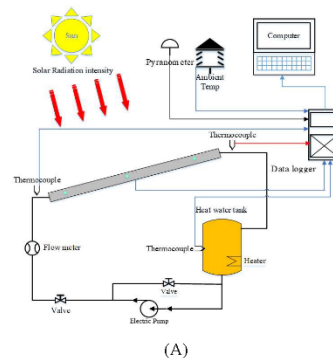 Sun
Solar Radiation intensity
Pyranometer
Ambient
Temp
Computer
Thermocouple
Thermocouple
Data logger
Heat water tank
Flow meter
Thermocouple
Heater
Valve
Valve
Electric Pump
(A)